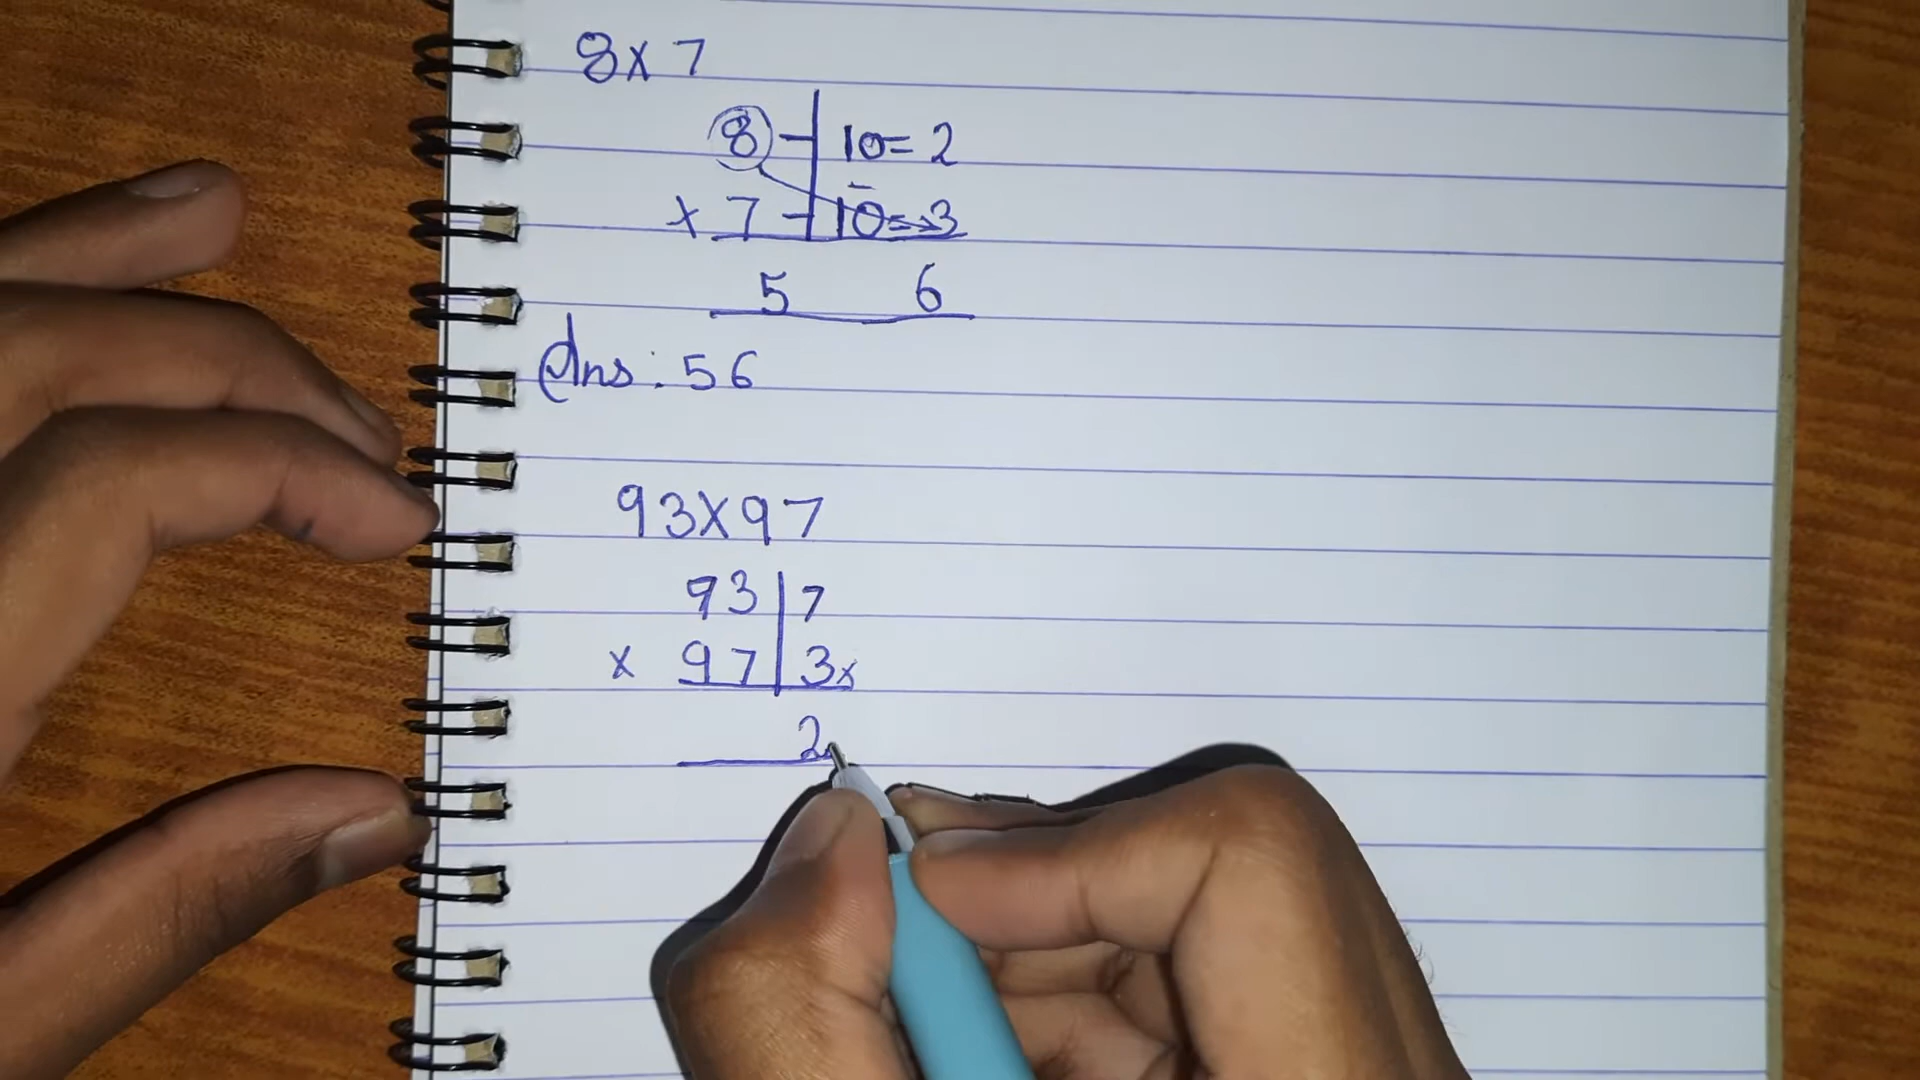 8x7
8 - 10=2
x 7 - 10=3
5 6
Ans: 56
93x97
93 | 7
x 97 | 3x
2